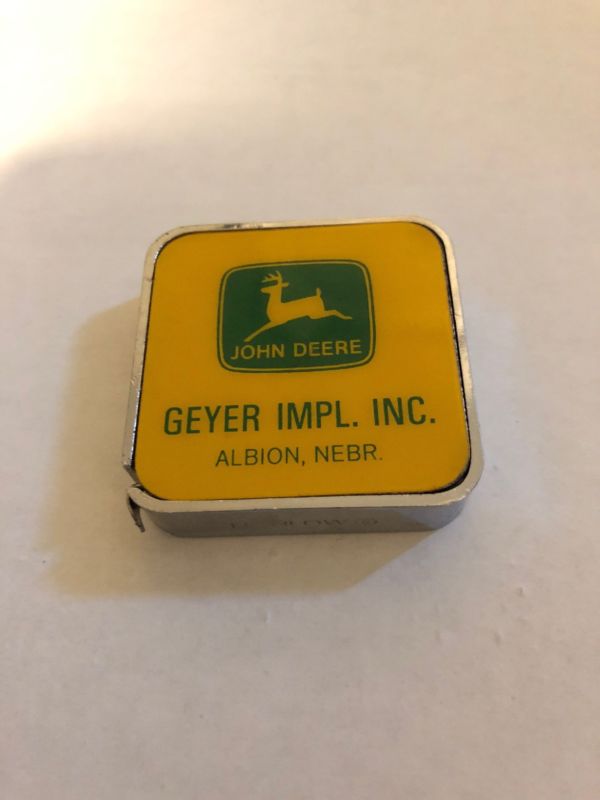 JOHN DEERE
GEYER IMPL. INC.
ALBION, NEBR.